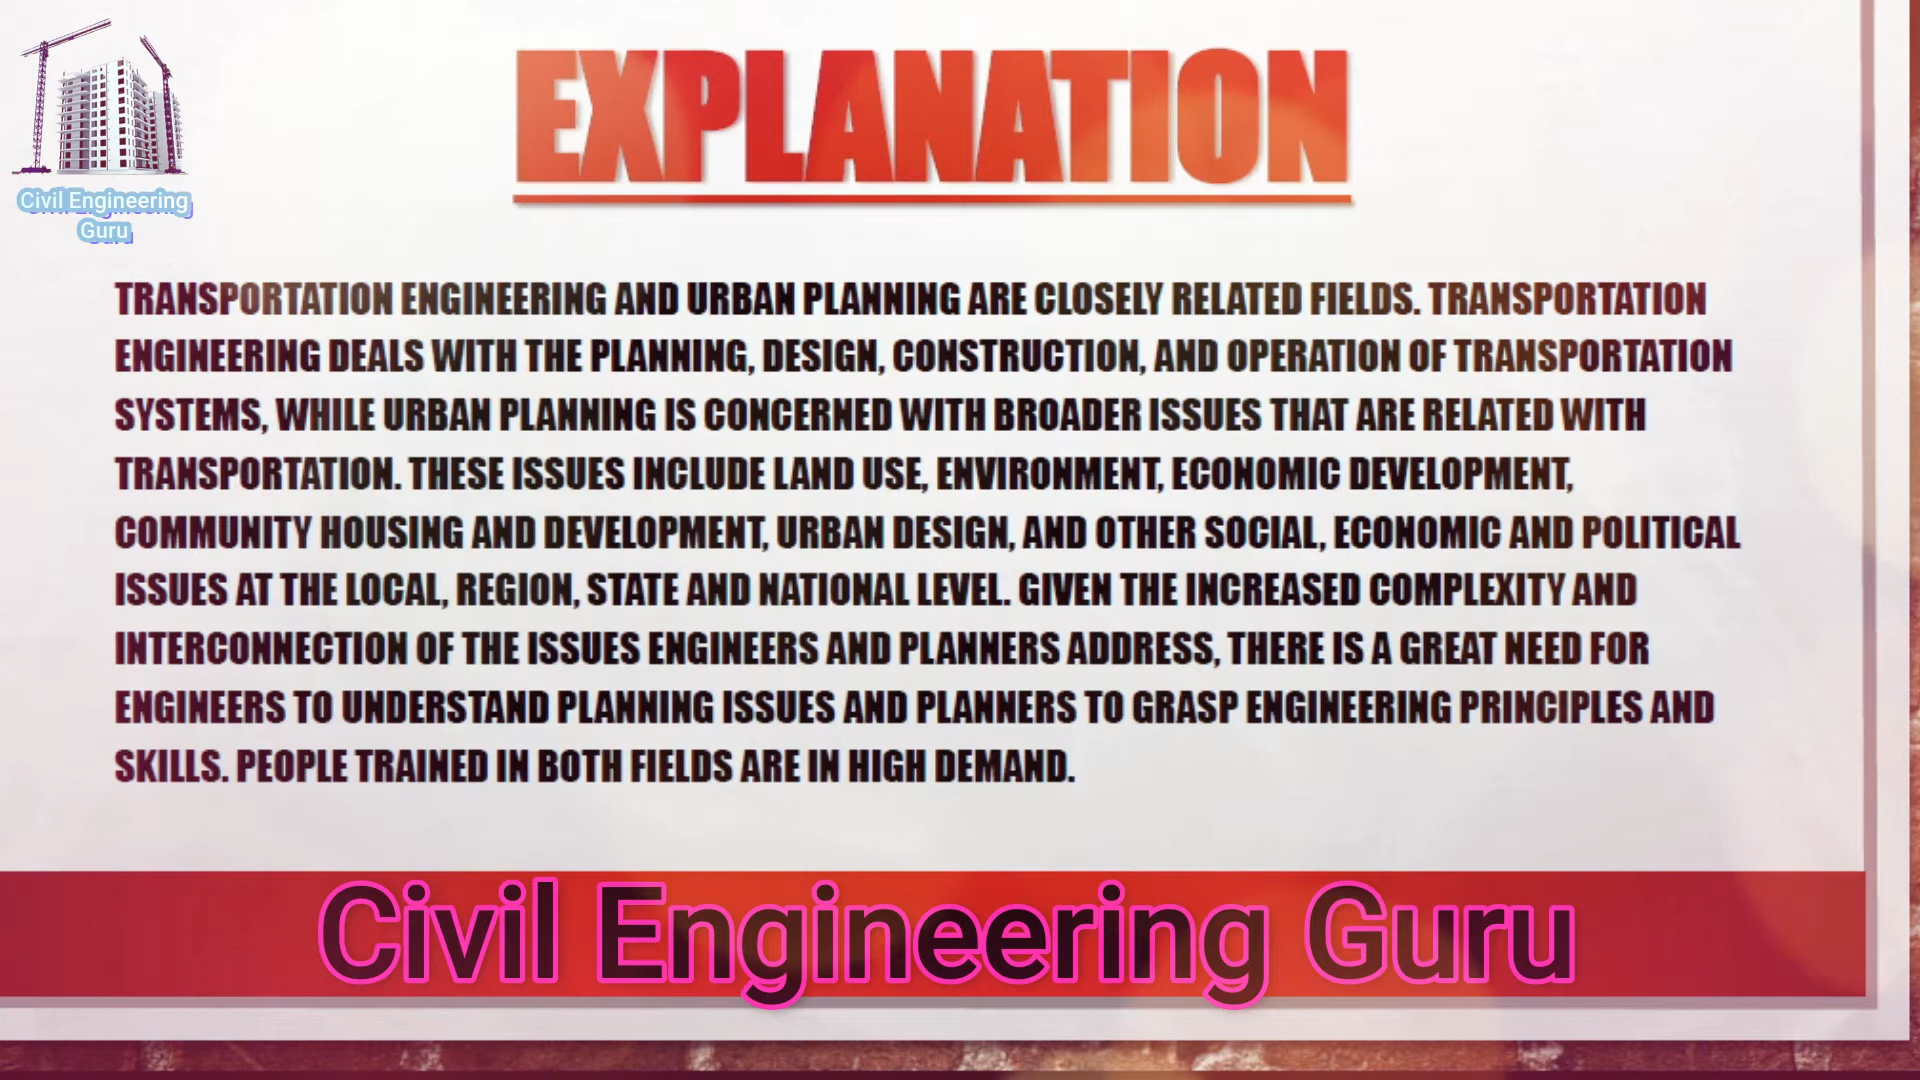 EXPLANATION
Civil Engineering
Guru
TRANSPORTATION ENGINEERING AND URBAN PLANNING ARE CLOSELY RELATED FIELDS. TRANSPORTATION
ENGINEERING DEALS WITH THE PLANNING, DESIGN, CONSTRUCTION, AND OPERATION OF TRANSPORTATION
SYSTEMS, WHILE URBAN PLANNING IS CONCERNED WITH BROADER ISSUES THAT ARE RELATED WITH
TRANSPORTATION. THESE ISSUES INCLUDE LAND USE, ENVIRONMENT, ECONOMIC DEVELOPMENT,
COMMUNITY HOUSING AND DEVELOPMENT, URBAN DESIGN, AND OTHER SOCIAL, ECONOMIC AND POLITICAL
ISSUES AT THE LOCAL, REGION, STATE AND NATIONAL LEVEL. GIVEN THE INCREASED COMPLEXITY AND
INTERCONNECTION OF THE ISSUES ENGINEERS AND PLANNERS ADDRESS, THERE IS A GREAT NEED FOR
ENGINEERS TO UNDERSTAND PLANNING ISSUES AND PLANNERS TO GRASP ENGINEERING PRINCIPLES AND
SKILLS. PEOPLE TRAINED IN BOTH FIELDS ARE IN HIGH DEMAND.
Civil Engineering Guru